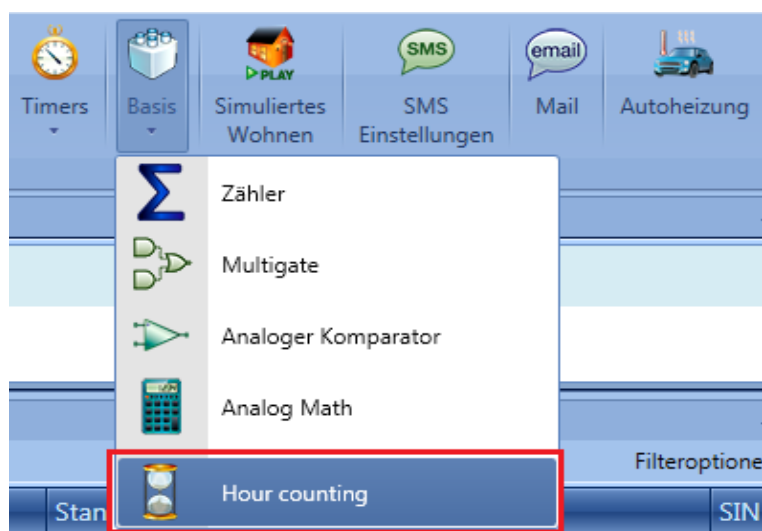 SMS
email
PLAY
Timers
Basis
Simuliertes
Wohnen
SMS
Einstellungen
Mail
Autoheizung
Zähler
Multigate
Analoger Komparator
Analog Math
Hour counting
Filteroptione
Stan
SIN